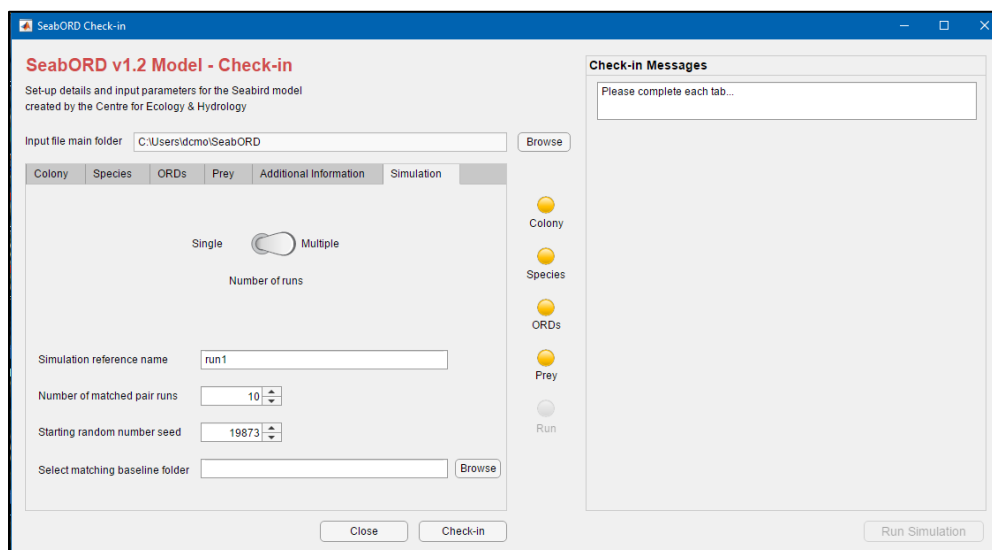 SeabORD Check-in
SeabORD v1.2 Model - Check-in
Set-up details and input parameters for the Seabird model
created by the Centre for Ecology & Hydrology
Input file main folder C:\Users\dcmo\SeabORD Browse
Colony Species ORDs Prey Additional Information Simulation
Single Multiple
Number of runs
Simulation reference name run1
Number of matched pair runs 10
Starting random number seed 19873
Select matching baseline folder Browse
Close Check-in
Colony
Species
ORDs
Prey
Run
Check-in Messages
Please complete each tab...
Run Simulation